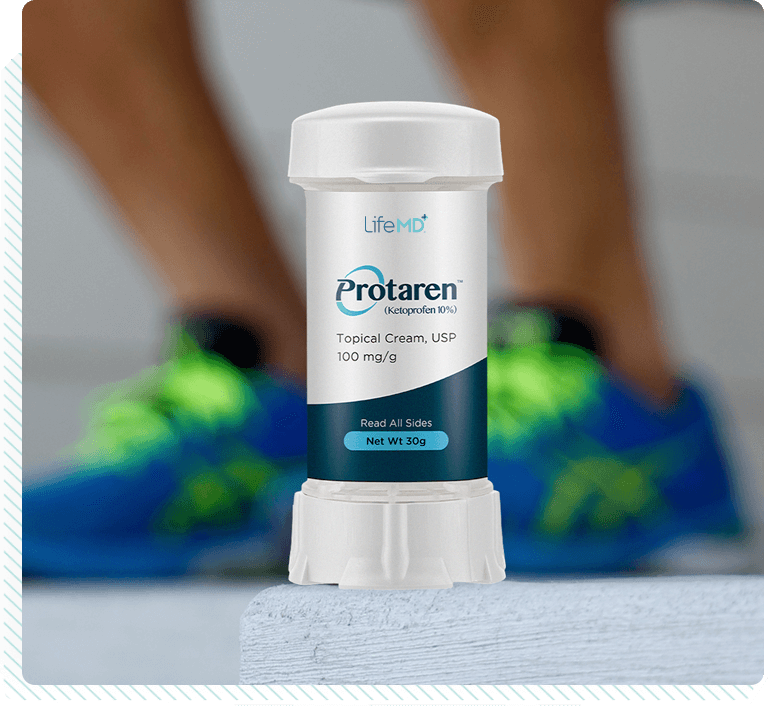 LifeMD+
Protaren™
(Ketoprofen 10%)
Topical Cream, USP
100 mg/g
Read All Sides
Net Wt 30g